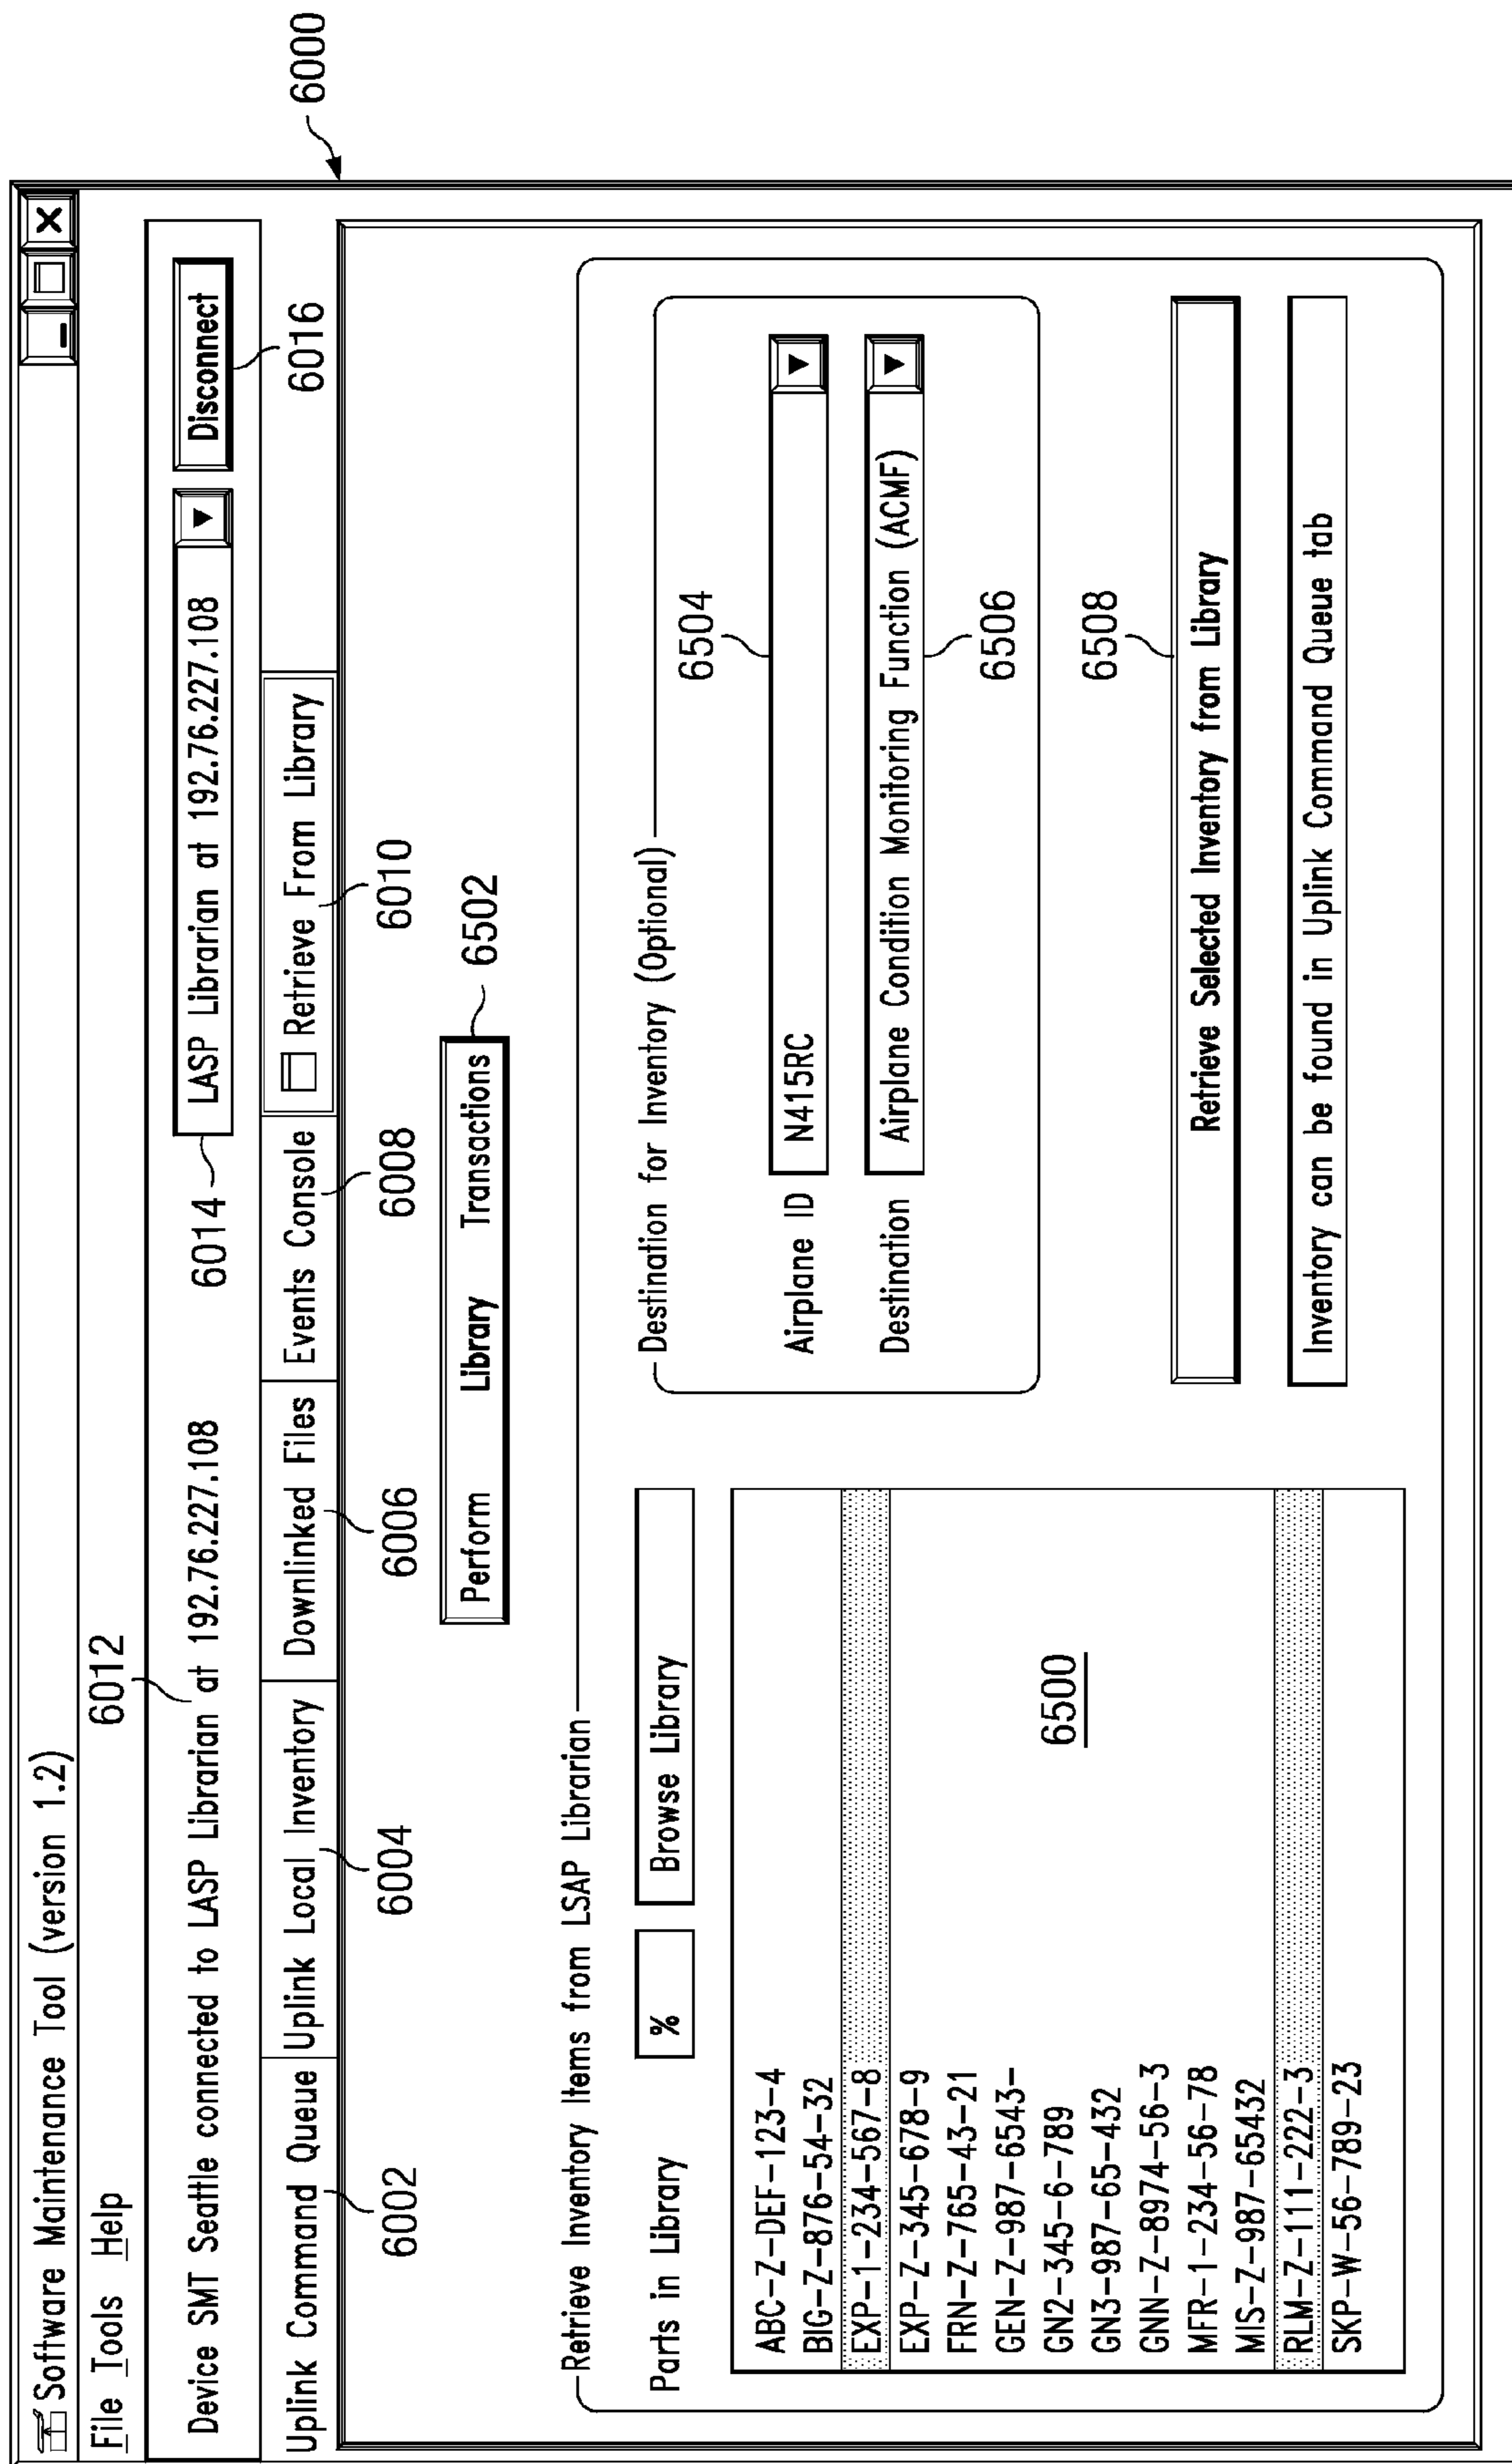 6000
Software Maintenance Tool (version 1.2)
File Tools Help
6012
Device SMT Seattle connected to LASP Librarian at 192.76.227.108
6014
LASP Librarian at 192.76.227.108
Disconnect
6016
Uplink Command Queue
Uplink Local Inventory
Downlinked Files
Events Console
Retrieve From Library
6002
6004
6006
6008
6010
Perform Library Transactions
6502
Retrieve Inventory Items from LSAP Librarian
Parts in Library
%
Browse Library
ABC-Z-DEF-123-4
BIG-Z-876-54-32
EXP-1-234-567-8
EXP-Z-345-678-9
FRN-Z-765-43-21
GEN-Z-987-6543-
GN2-345-6-789
GN3-987-65-432
GNN-Z-8974-56-3
MFR-1-234-56-78
MIS-Z-987-65432
RLM-Z-111-222-3
SKP-W-56-789-23
6500
Destination for Inventory (Optional)
6504
Airplane ID
N415RC
Destination
Airplane Condition Monitoring Function (ACMF)
6506
6508
Retrieve Selected Inventory from Library
Inventory can be found in Uplink Command Queue tab